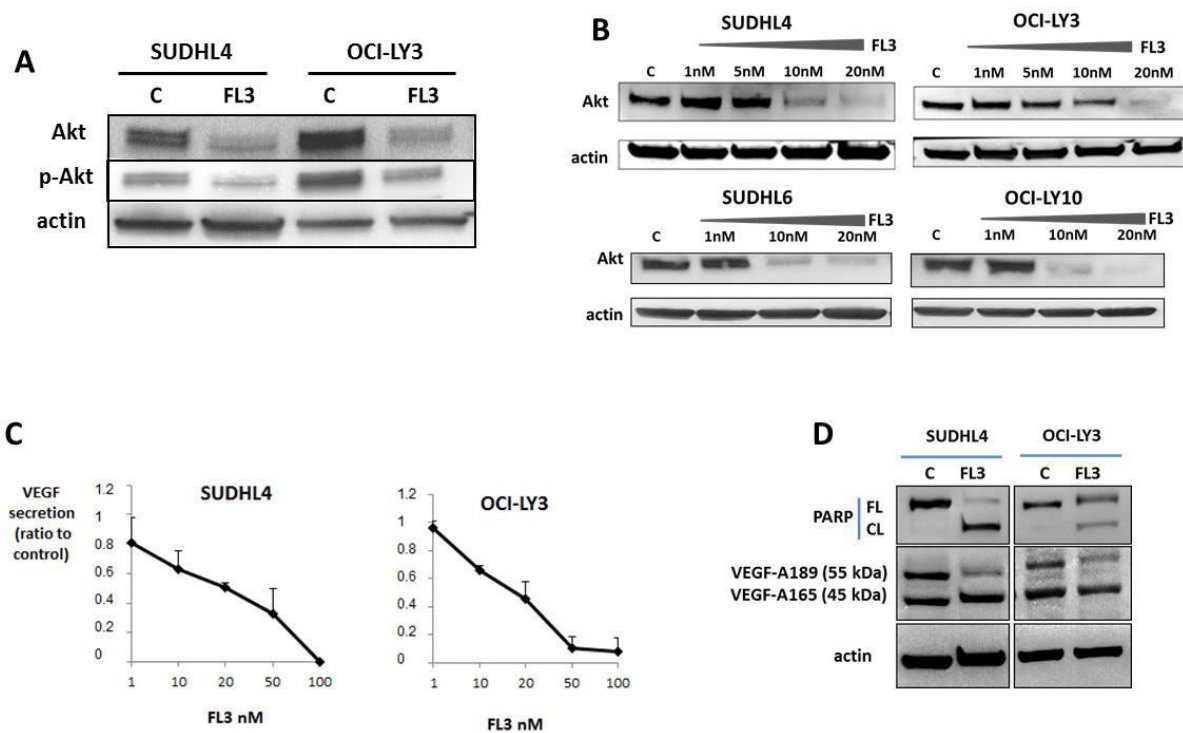 A
SUDHL4 OCI-LY3
C FL3 C FL3
Akt
p-Akt
actin
B
SUDHL4 OCI-LY3
FL3 FL3
C 1nM 5nM 10nM 20nM C 1nM 5nM 10nM 20nM
Akt
actin
SUDHL6 OCI-LY10
FL3 FL3
C 1nM 10nM 20nM C 1nM 10nM 20nM
Akt
actin
C
VEGF
secretion
(ratio to
control)
SUDHL4
1.2
1
0.8
0.6
0.4
0.2
0
1 10 20 50 100
FL3 nM
OCI-LY3
1.2
1
0.8
0.6
0.4
0.2
0
1 10 20 50 100
FL3 nM
D
SUDHL4 OCI-LY3
C FL3 C FL3
PARP
FL
CL
VEGF-A189 (55 kDa)
VEGF-A165 (45 kDa)
actin